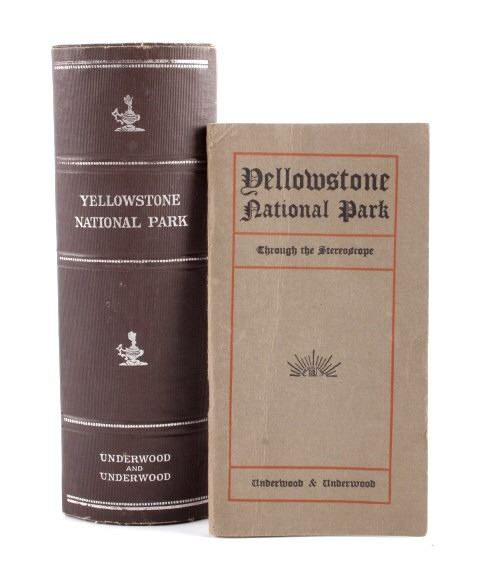 YELLOWSTONE
NATIONAL PARK
UNDERWOOD
AND
UNDERWOOD
Yellowstone
National Park
Through the Stereoscope
Underwood & Underwood